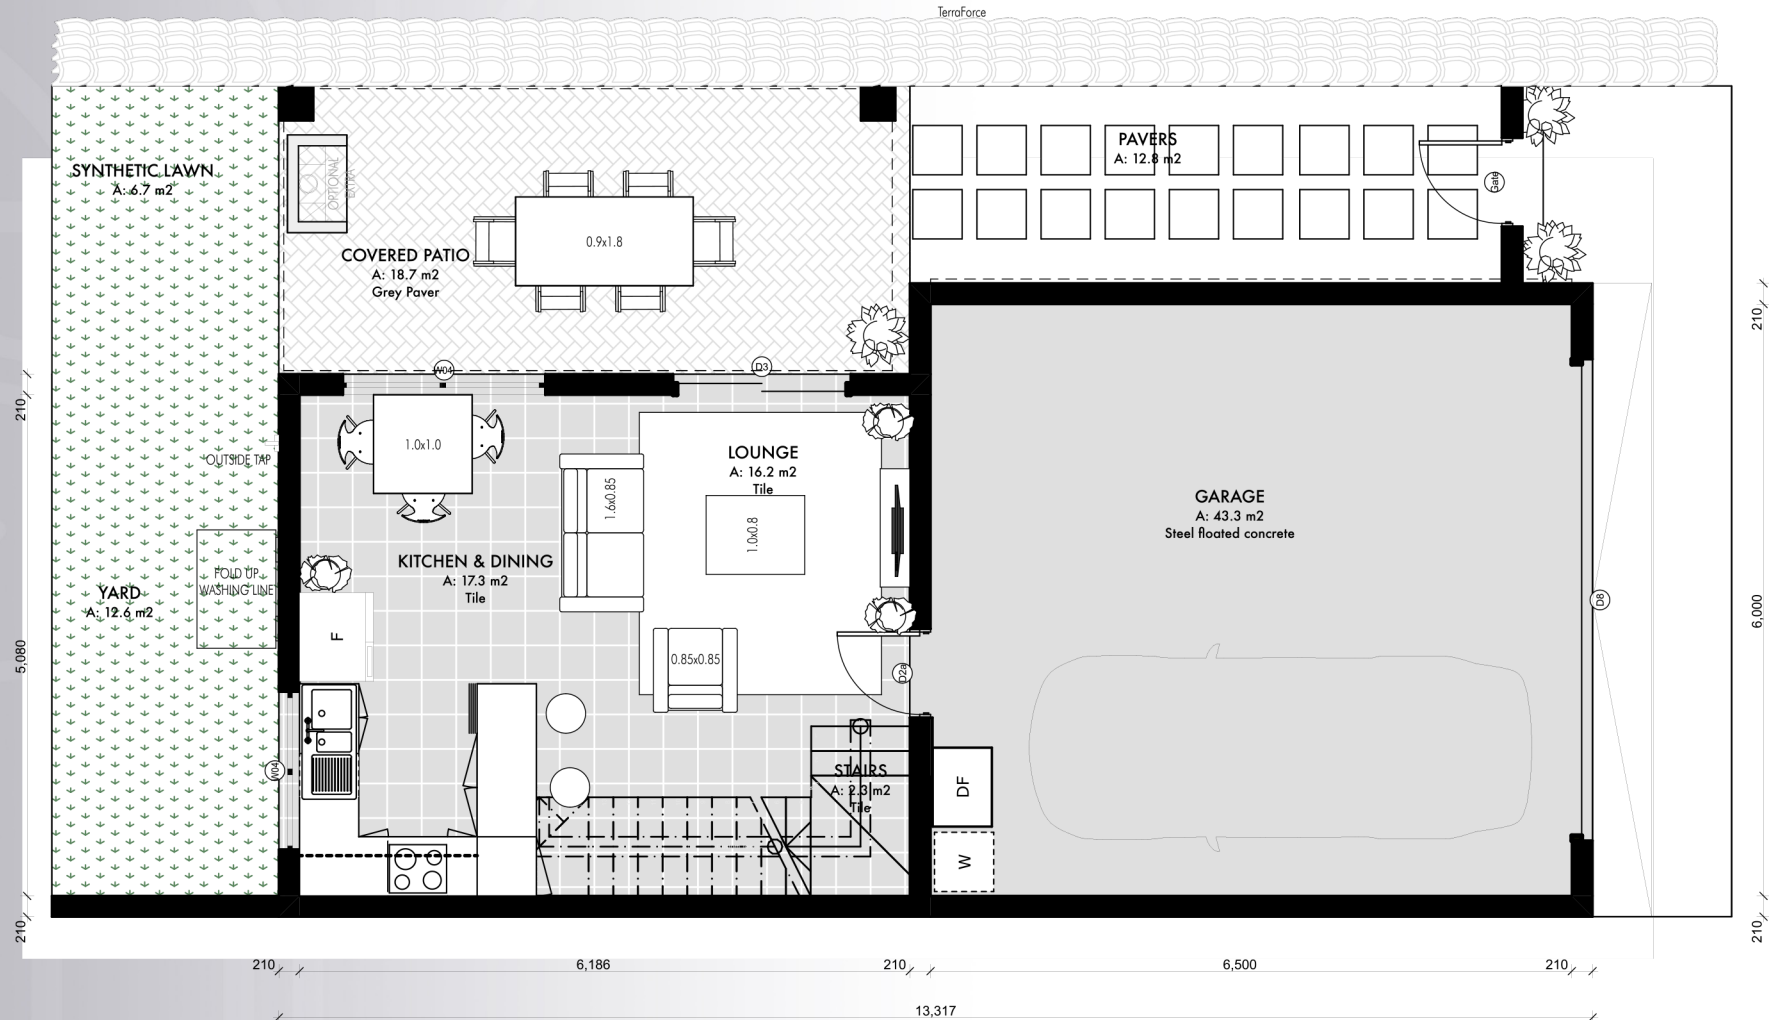 TerraForce
SYNTHETIC LAWN
A: 6.7 m2
OPTIONAL
EXTRA
COVERED PATIO
A: 18.7 m2
Grey Paver
0.9x1.8
PAVERS
A: 12.8 m2
Gate
W04
D3
1.0x1.0
LOUNGE
A: 16.2 m2
Tile
1.6x0.85
1.0x0.8
OUTSIDE TAP
FOLD UP
WASHING LINE
YARD
A: 12.6 m2
KITCHEN & DINING
A: 17.3 m2
Tile
F
0.85x0.85
D2a
GARAGE
A: 43.3 m2
Steel floated concrete
D8
W04
STAIRS
A: 2.3 m2
Tile
DF
W
210
5,080
210
210
6,000
210
210
6,186
210
6,500
210
13,317